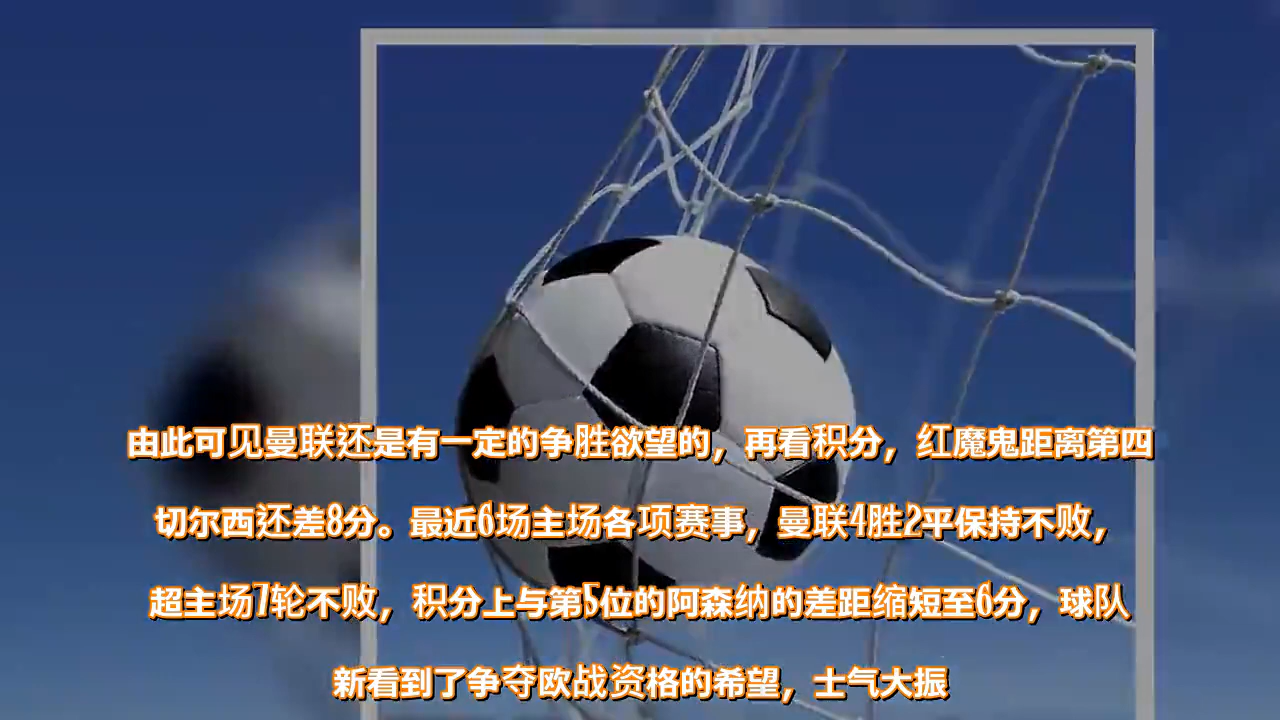 由此可见曼联还是有一定的争胜欲望的，再看积分，红魔鬼距离第四
切尔西还差8分。最近6场主场各项赛事，曼联4胜2平保持不败，
超主场7轮不败，积分上与第5位的阿森纳的差距缩短至6分，球队
新看到了争夺欧战资格的希望，士气大振